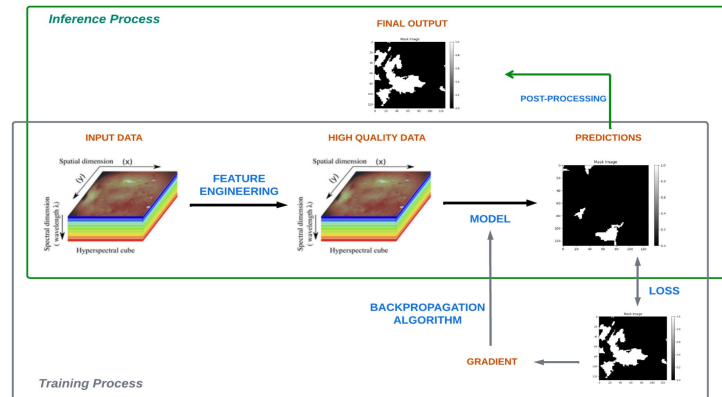 Inference Process
FINAL OUTPUT
Mask Image
POST-PROCESSING
INPUT DATA
HIGH QUALITY DATA
PREDICTIONS
Spatial dimension (x)
(y)
Spectral dimension
( wavelength λ)
Hyperspectral cube
FEATURE
ENGINEERING
Spatial dimension (x)
(y)
Spectral dimension
( wavelength λ)
Hyperspectral cube
MODEL
Mask Image
LOSS
BACKPROPAGATION
ALGORITHM
Mask Image
GRADIENT
Training Process